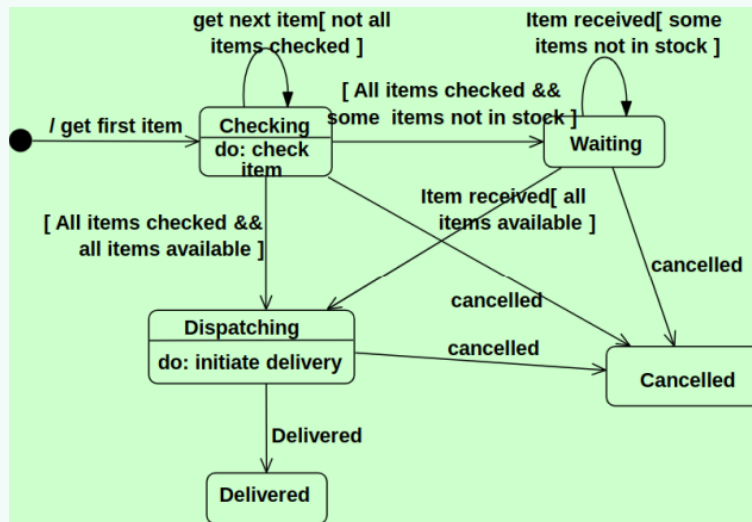 get next item[ not all
items checked ]
Item received[ some
items not in stock ]
/ get first item
Checking
do: check
item
[ All items checked &&
some items not in stock ]
Waiting
[ All items checked &&
all items available ]
Item received[ all
items available ]
cancelled
cancelled
Dispatching
do: initiate delivery
cancelled
Cancelled
Delivered
Delivered